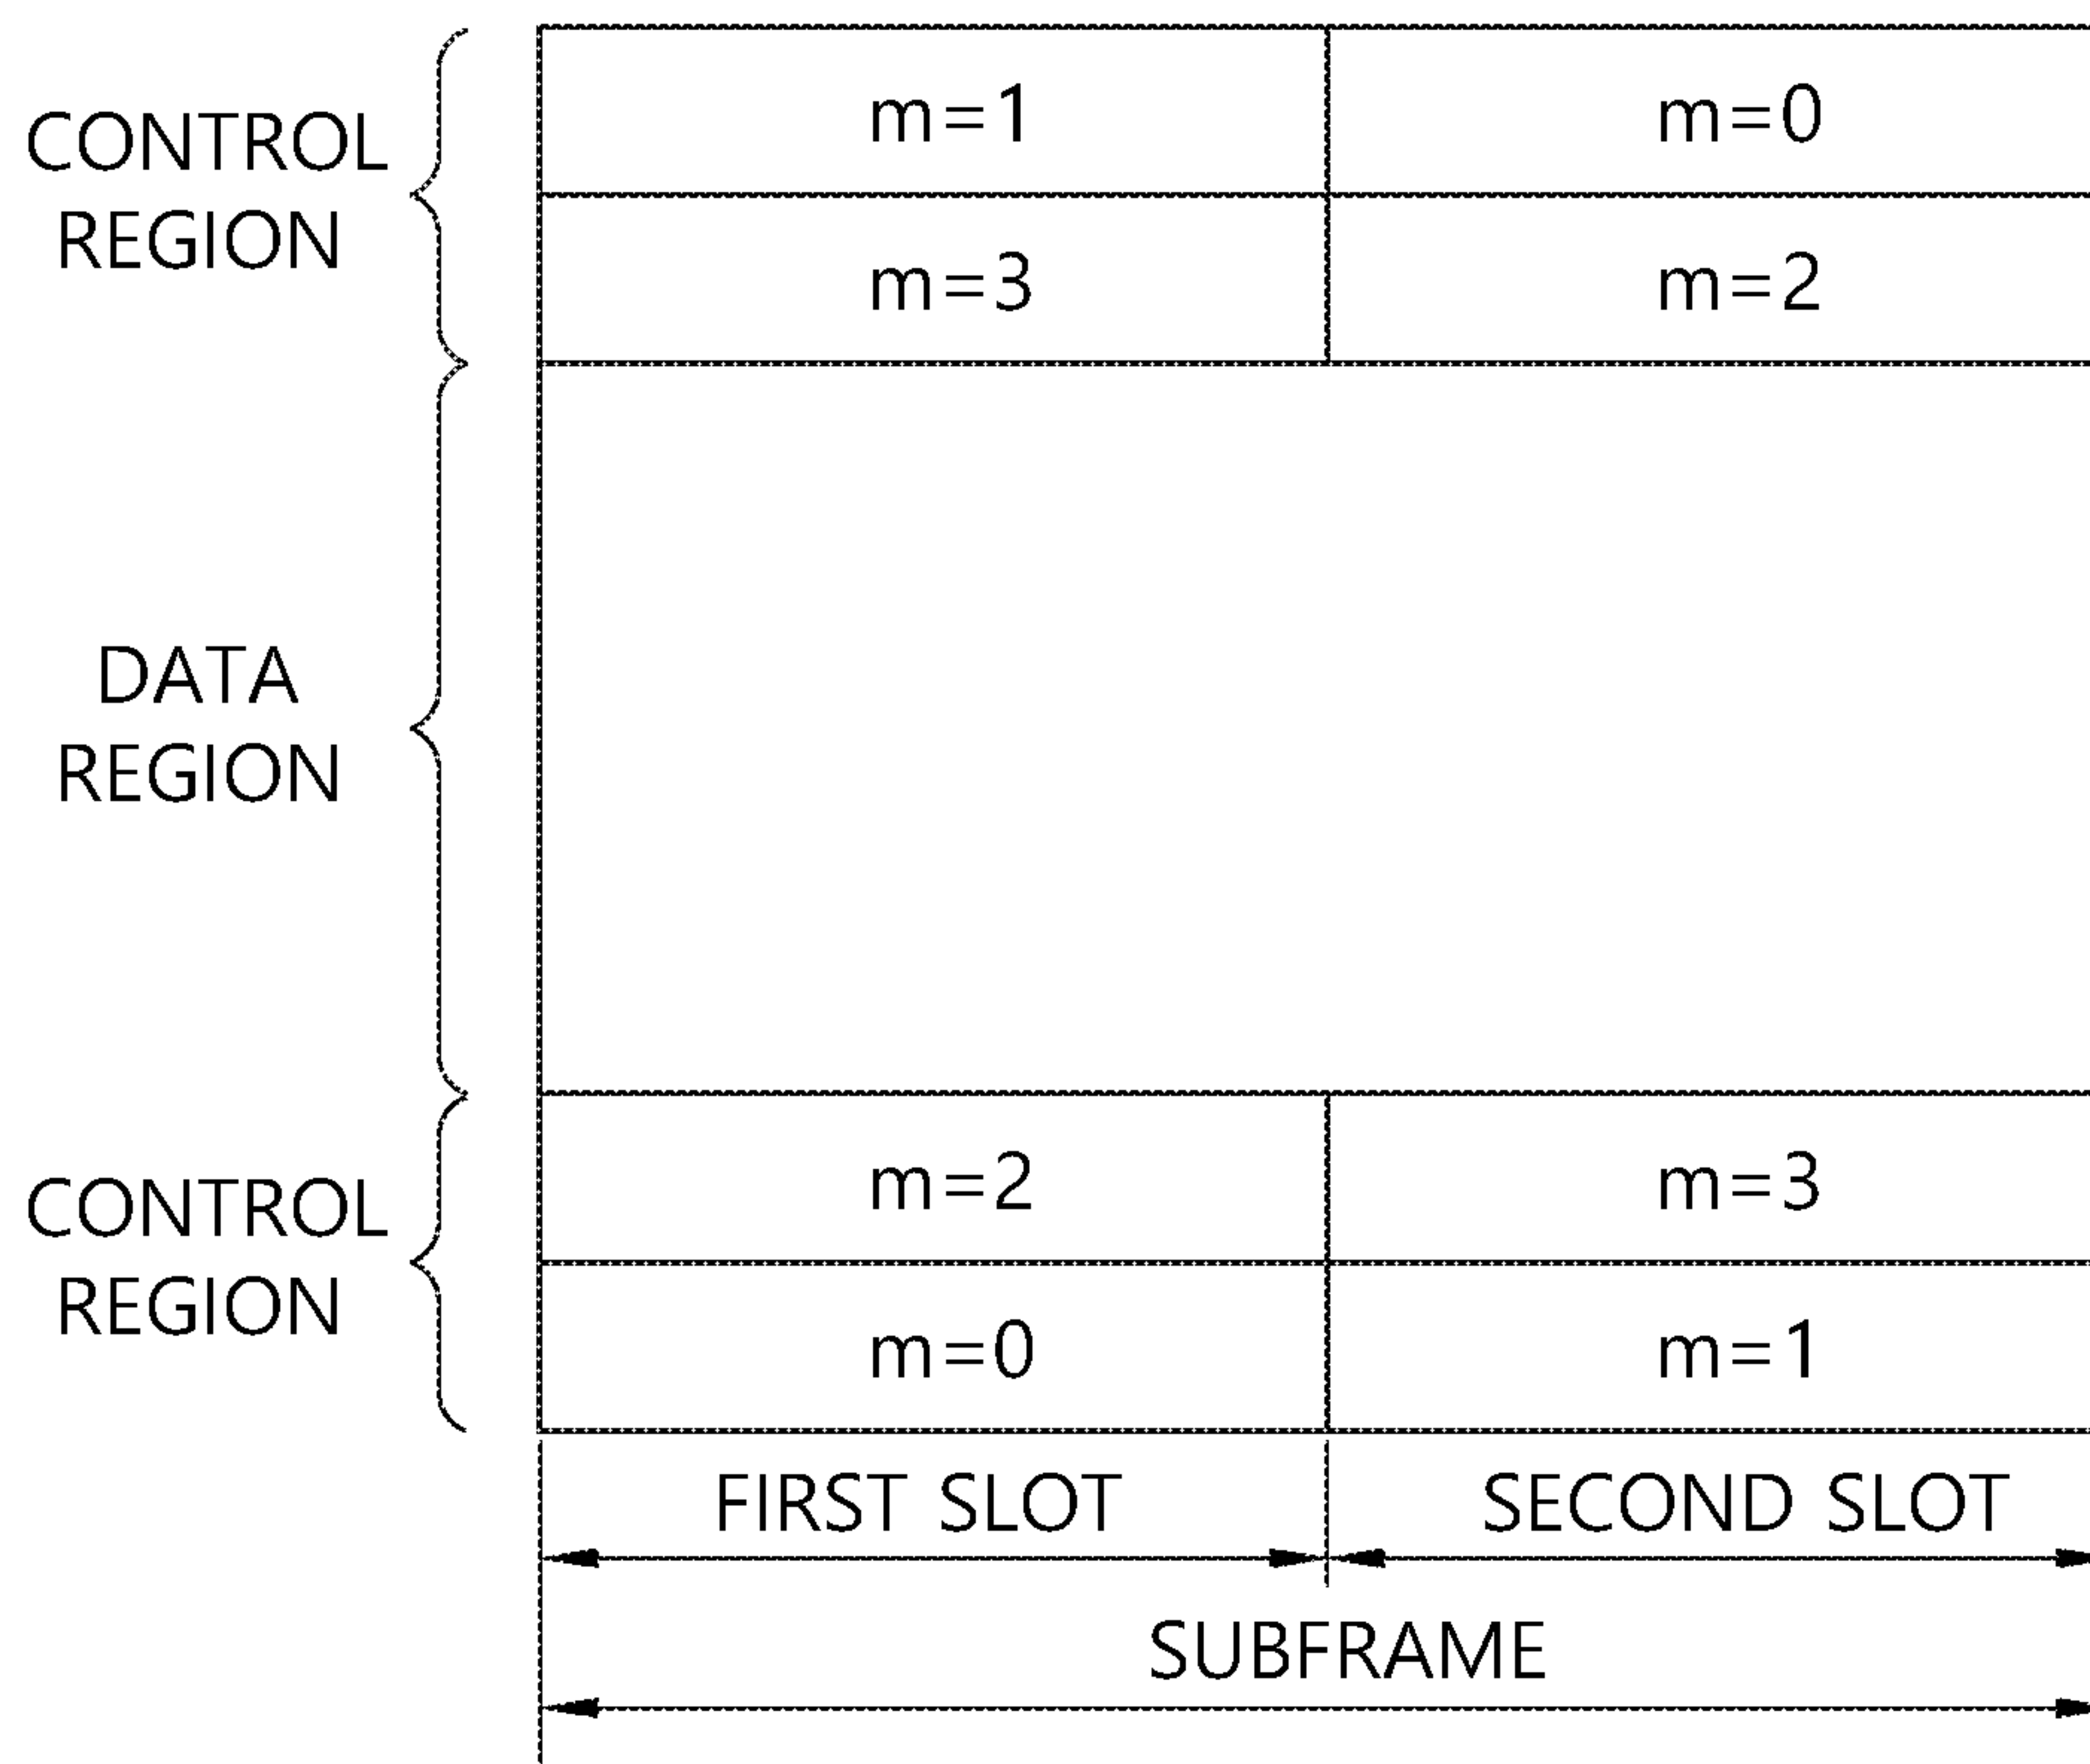 CONTROL
REGION
m=1
m=0
m=3
m=2
DATA
REGION
CONTROL
REGION
m=2
m=3
m=0
m=1
FIRST SLOT
SECOND SLOT
SUBFRAME